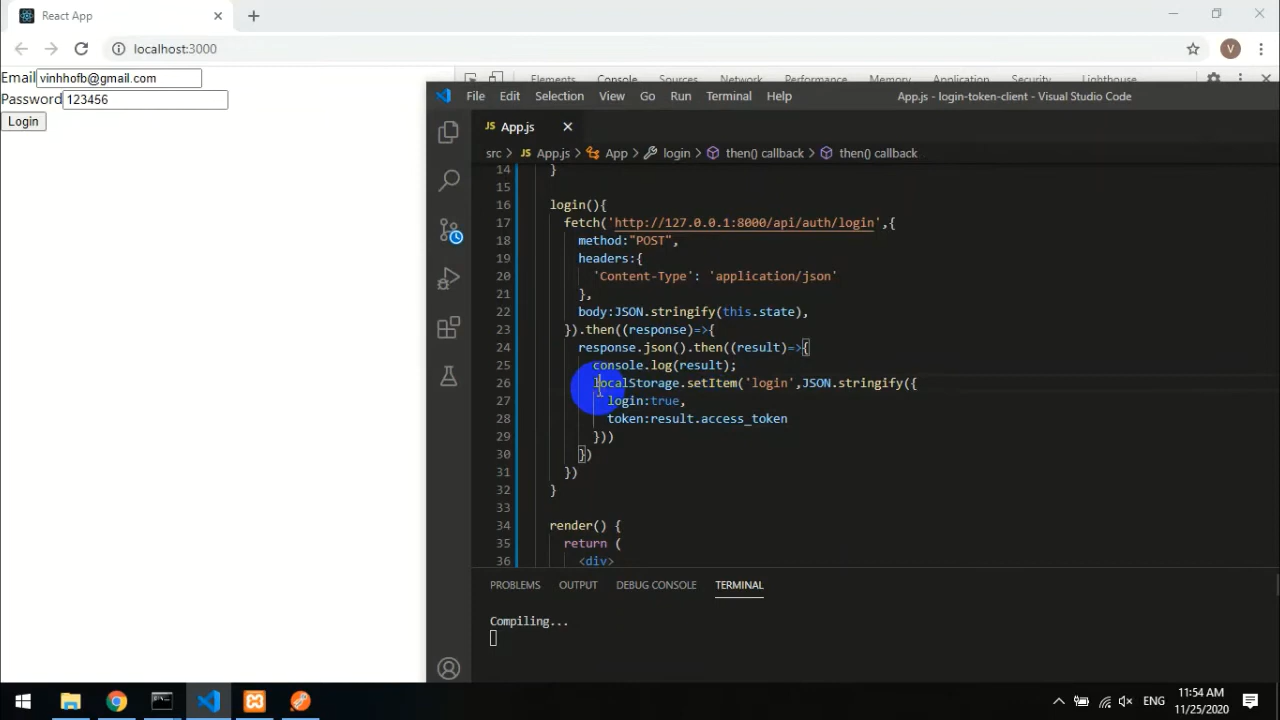 React App
localhost:3000
V
Email vinhhofb@gmail.com
Password 123456
Login
Elements Console Sources Network Performance Memory Application Security Lighthouse
File Edit Selection View Go Run Terminal Help App.js - login-token-client - Visual Studio Code
JS App.js
src > JS App.js > App > login > then() callback > then() callback
14 }
15
16 login(){
17 fetch('http://127.0.0.1:8000/api/auth/login',{
18 method:"POST",
19 headers:{
20 'Content-Type': 'application/json'
21 },
22 body:JSON.stringify(this.state),
23 }).then((response)=>{
24 response.json().then((result)=>{
25 console.log(result);
26 localStorage.setItem('login',JSON.stringify({
27 login:true,
28 token:result.access_token
29 }))
30 })
31 })
32 }
33
34 render() {
35 return (
36 <div>
PROBLEMS OUTPUT DEBUG CONSOLE TERMINAL
Compiling...
ENG
11:54 AM
11/25/2020